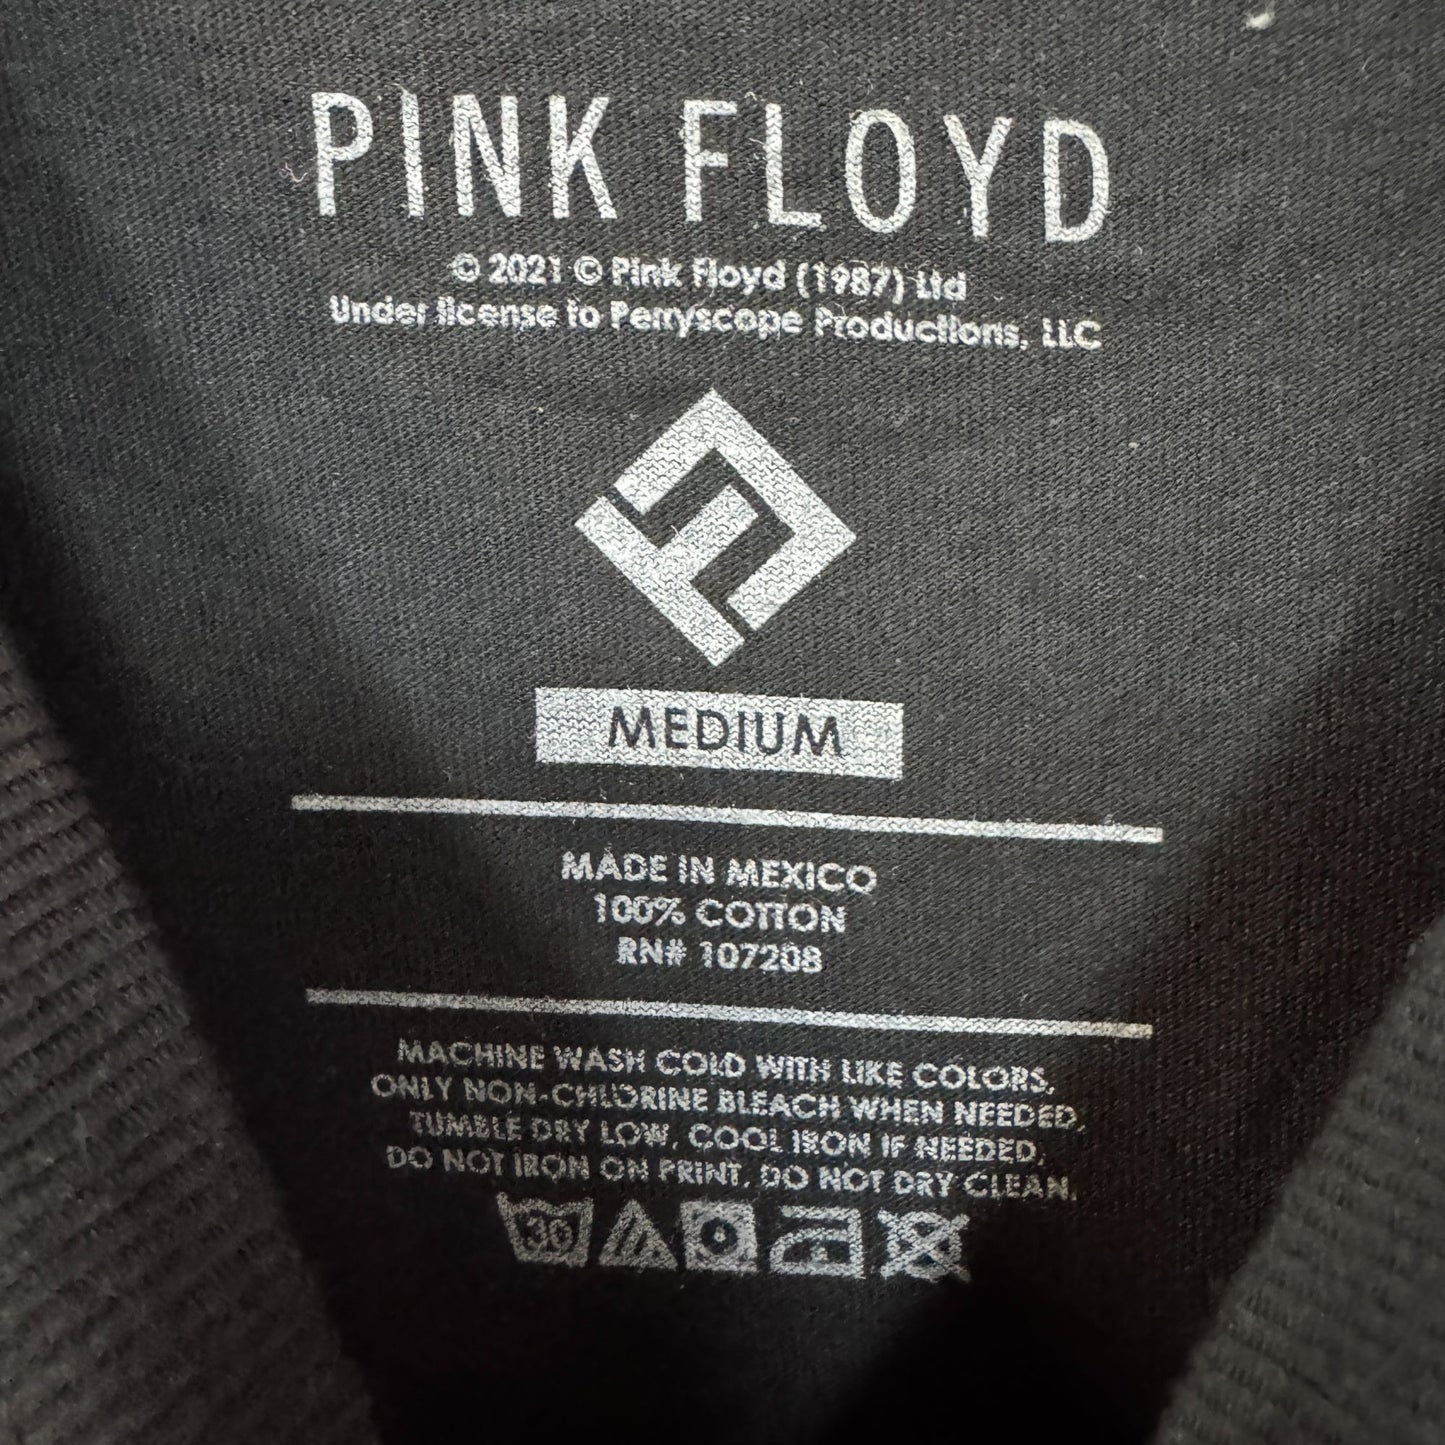 PINK FLOYD
© 2021 © Pink Floyd (1987) Ltd
Under license to Perryscope Productions, LLC
MEDIUM
MADE IN MEXICO
100% COTTON
RN# 107208
MACHINE WASH COLD WITH LIKE COLORS,
ONLY NON-CHLORINE BLEACH WHEN NEEDED,
TUMBLE DRY LOW, COOL IRON IF NEEDED,
DO NOT IRON ON PRINT, DO NOT DRY CLEAN.
30